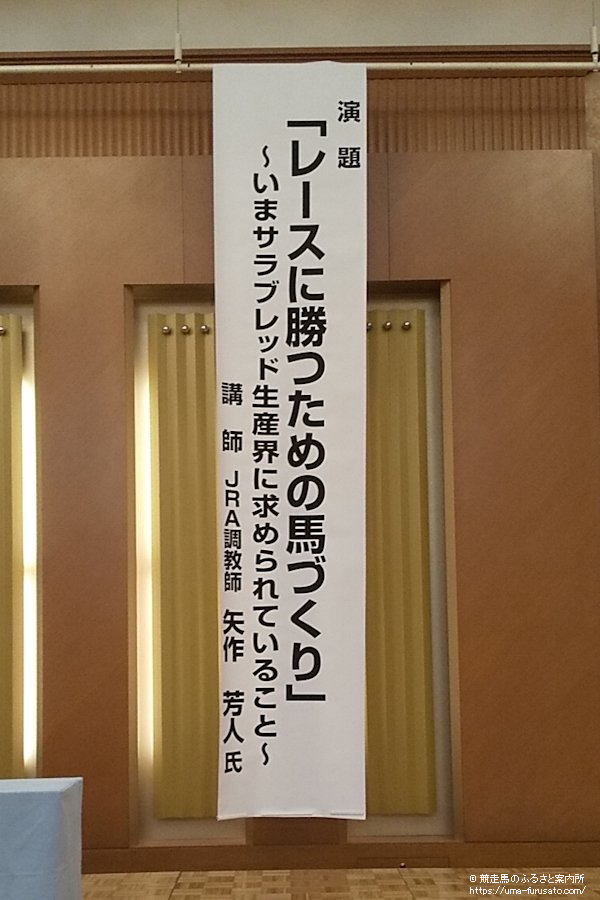 演題
「レースに勝つための馬づくり」
～いまサラブレッド生産界に求められていること～
講師 JRA調教師 矢作 芳人 氏
© 競走馬のふるさと案内所
https://uma-furusato.com/